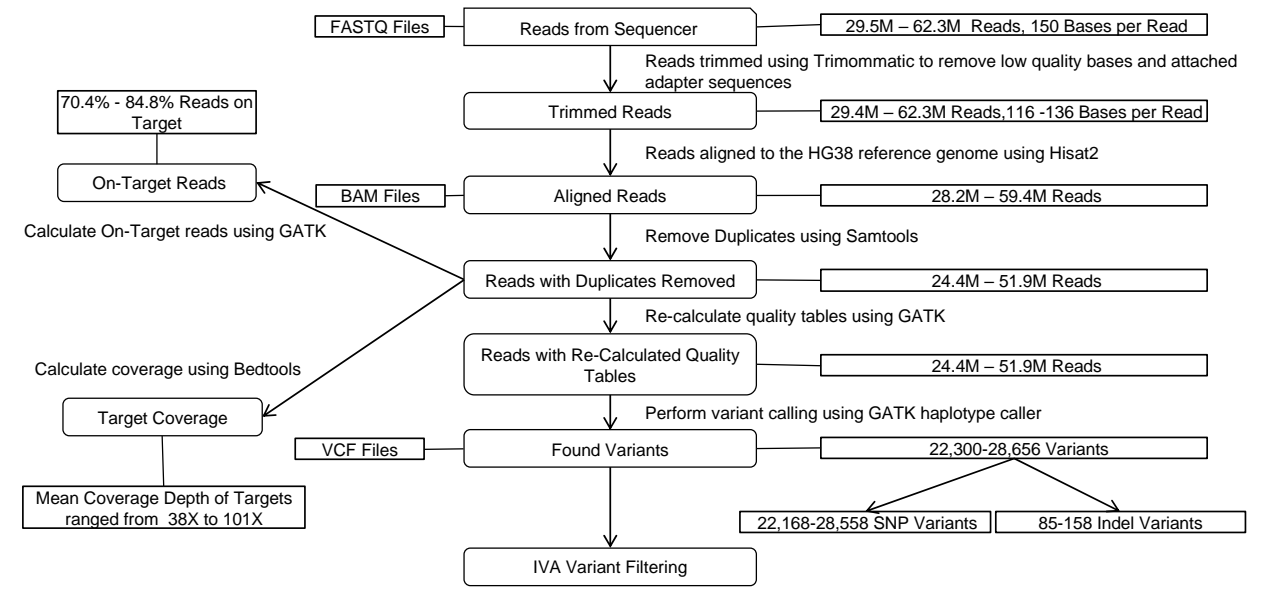 FASTQ Files
Reads from Sequencer
29.5M – 62.3M Reads, 150 Bases per Read
Reads trimmed using Trimommatic to remove low quality bases and attached
adapter sequences
70.4% - 84.8% Reads on
Target
Trimmed Reads
29.4M – 62.3M Reads,116 -136 Bases per Read
Reads aligned to the HG38 reference genome using Hisat2
On-Target Reads
BAM Files
Aligned Reads
28.2M – 59.4M Reads
Calculate On-Target reads using GATK
Remove Duplicates using Samtools
Reads with Duplicates Removed
24.4M – 51.9M Reads
Re-calculate quality tables using GATK
Reads with Re-Calculated Quality
Tables
24.4M – 51.9M Reads
Calculate coverage using Bedtools
Target Coverage
Perform variant calling using GATK haplotype caller
VCF Files
Found Variants
22,300-28,656 Variants
Mean Coverage Depth of Targets
ranged from 38X to 101X
22,168-28,558 SNP Variants
85-158 Indel Variants
IVA Variant Filtering